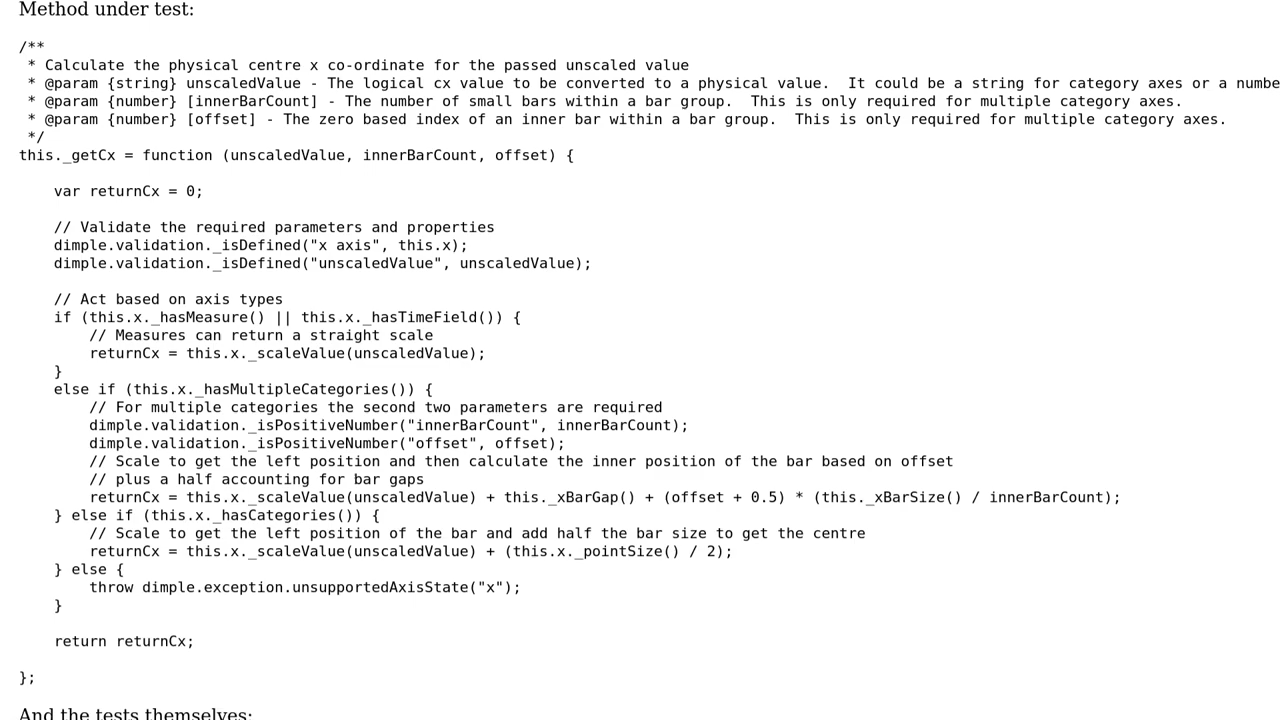 Method under test:
/**
 * Calculate the physical centre x co-ordinate for the passed unscaled value
 * @param {string} unscaledValue - The logical cx value to be converted to a physical value.  It could be a string for category axes or a numbe
 * @param {number} [innerBarCount] - The number of small bars within a bar group.  This is only required for multiple category axes.
 * @param {number} [offset] - The zero based index of an inner bar within a bar group.  This is only required for multiple category axes.
 */
this._getCx = function (unscaledValue, innerBarCount, offset) {

    var returnCx = 0;

    // Validate the required parameters and properties
    dimple.validation._isDefined("x axis", this.x);
    dimple.validation._isDefined("unscaledValue", unscaledValue);

    // Act based on axis types
    if (this.x._hasMeasure() || this.x._hasTimeField()) {
        // Measures can return a straight scale
        returnCx = this.x._scaleValue(unscaledValue);
    }
    else if (this.x._hasMultipleCategories()) {
        // For multiple categories the second two parameters are required
        dimple.validation._isPositiveNumber("innerBarCount", innerBarCount);
        dimple.validation._isPositiveNumber("offset", offset);
        // Scale to get the left position and then calculate the inner position of the bar based on offset
        // plus a half accounting for bar gaps
        returnCx = this.x._scaleValue(unscaledValue) + this._xBarGap() + (offset + 0.5) * (this._xBarSize() / innerBarCount);
    } else if (this.x._hasCategories()) {
        // Scale to get the left position of the bar and add half the bar size to get the centre
        returnCx = this.x._scaleValue(unscaledValue) + (this.x._pointSize() / 2);
    } else {
        throw dimple.exception.unsupportedAxisState("x");
    }

    return returnCx;

};
And the tests themselves: